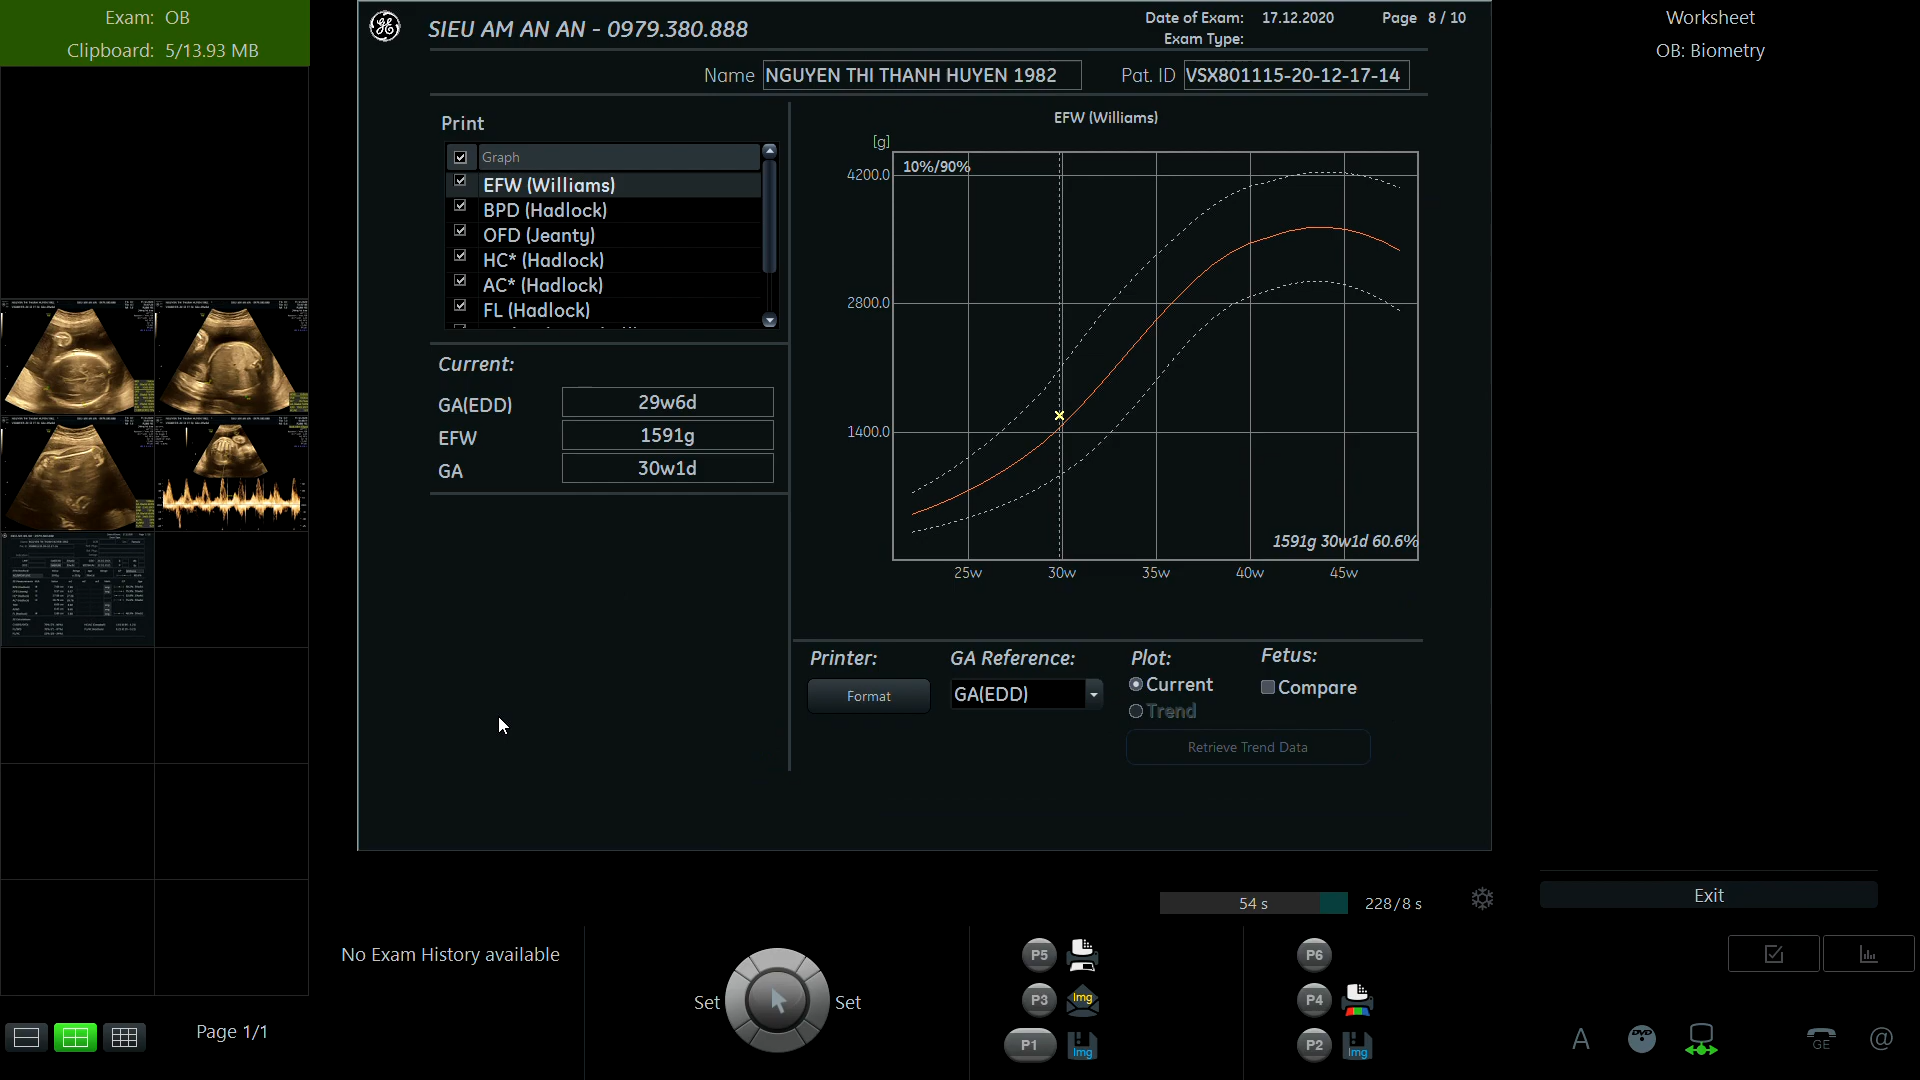 Exam: OB
Clipboard: 5/13.93 MB
SIEU AM AN AN - 0979.380.888
Date of Exam: 17.12.2020 Page 8 / 10
Exam Type:
Name NGUYEN THI THANH HUYEN 1982 Pat. ID VSX801115-20-12-17-14
Worksheet
OB: Biometry
Print
Graph
EFW (Williams)
BPD (Hadlock)
OFD (Jeanty)
HC* (Hadlock)
AC* (Hadlock)
FL (Hadlock)
Current:
GA(EDD) 29w6d
EFW 1591g
GA 30w1d
EFW (Williams)
[g]
10%/90%
4200.0
2800.0
1400.0
1591g 30w1d 60.6%
25w 30w 35w 40w 45w
Printer: GA Reference: Plot: Fetus:
Format GA(EDD) Current Compare
Trend
Retrieve Trend Data
54 s 228/8 s
Exit
No Exam History available
Set Set
P5 P6
P3 Img P4
P1 Img P2 Img
Page 1/1
A DVD GE @